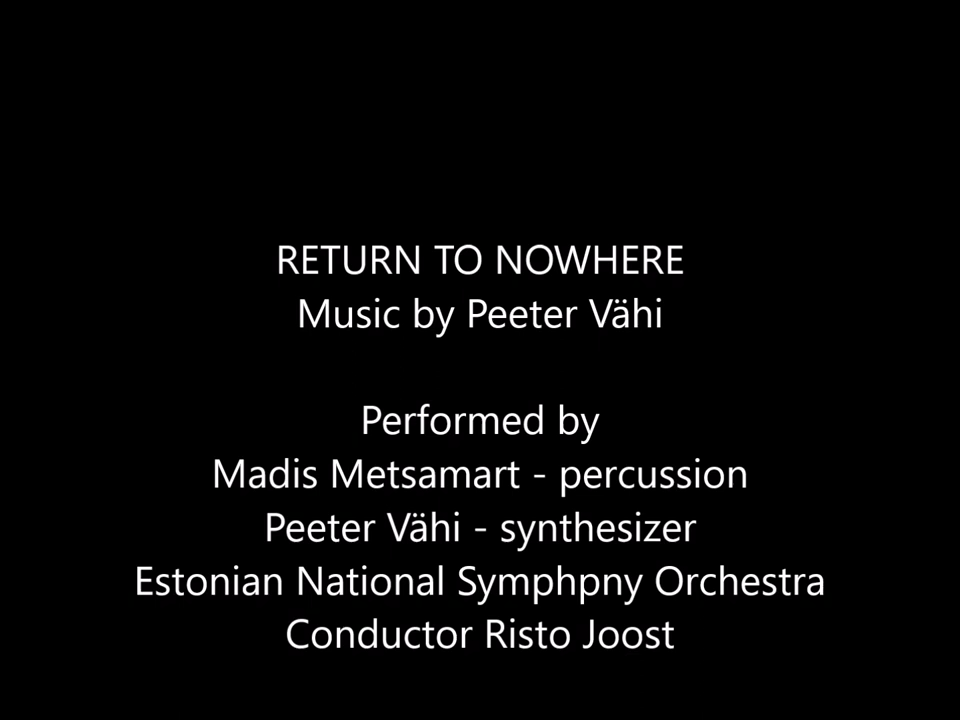 RETURN TO NOWHERE
Music by Peeter Vähi
Performed by
Madis Metsamart - percussion
Peeter Vähi - synthesizer
Estonian National Symphpny Orchestra
Conductor Risto Joost